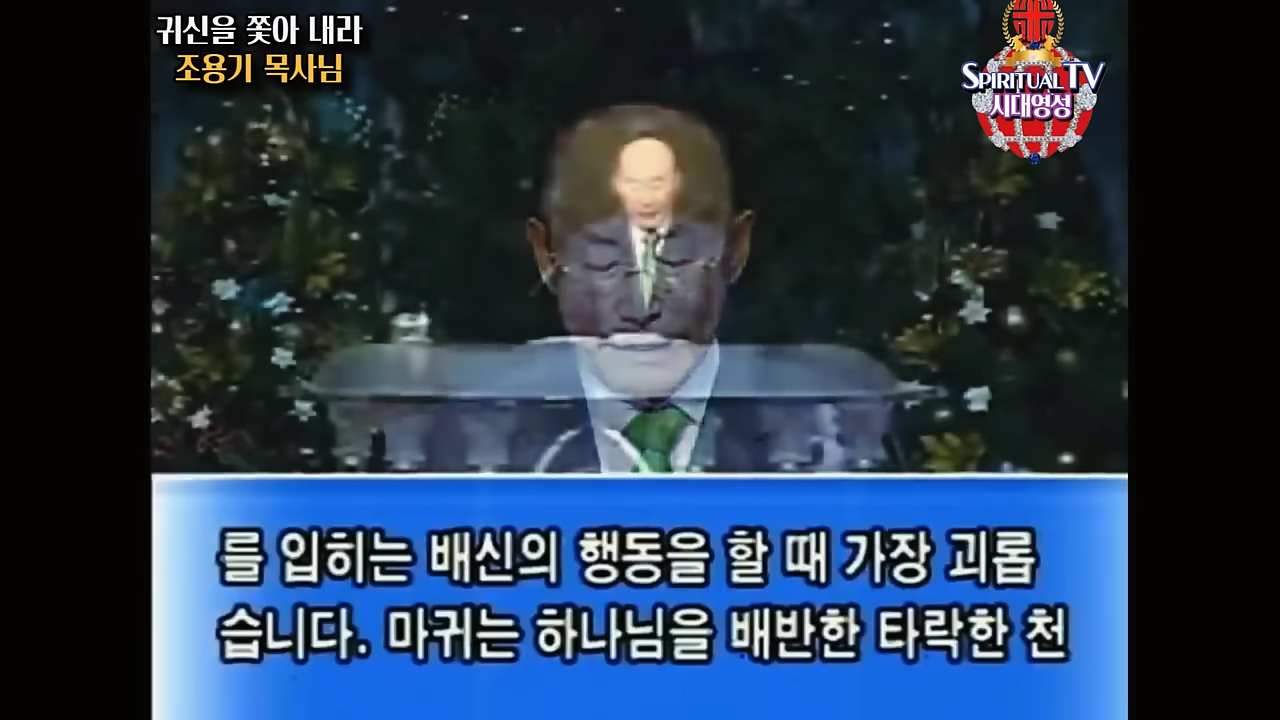 귀신을 쫓아 내라
조용기 목사님
SPIRITUAL TV
시대영성
를 입히는 배신의 행동을 할 때 가장 괴롭
습니다. 마귀는 하나님을 배반한 타락한 천